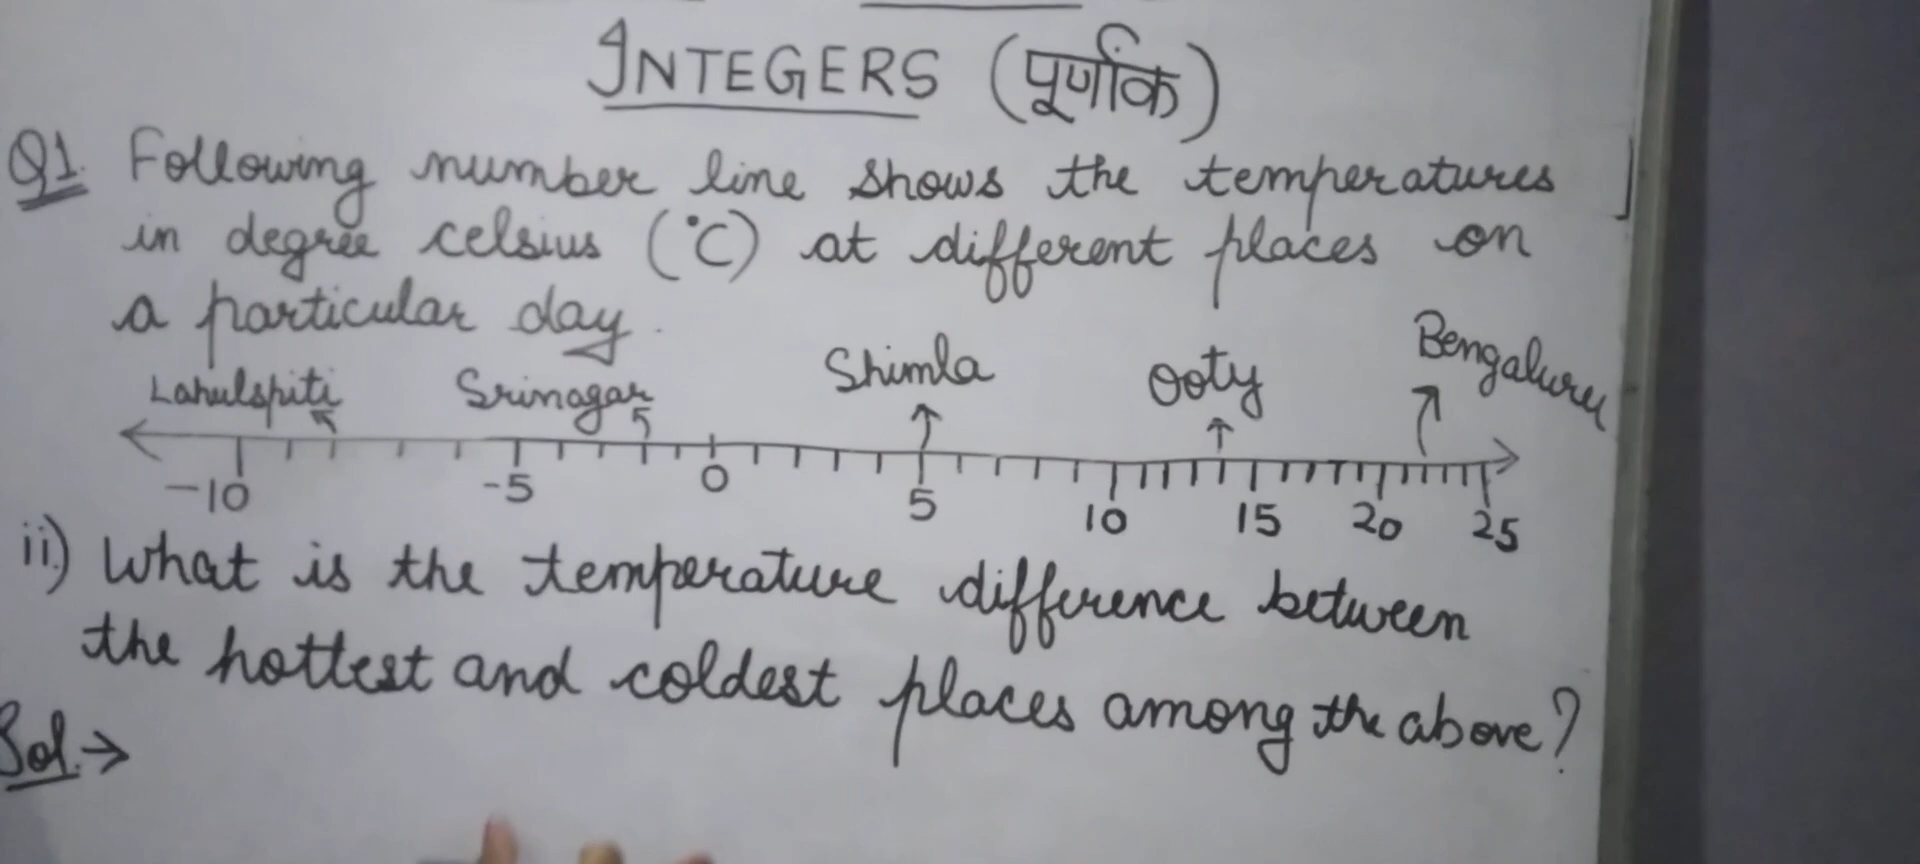 INTEGERS (पूर्णांक)
Q1. Following number line shows the temperatures
in degree celsius (°C) at different places on
a particular day.
Lahulspiti Srinagar Shimla Ooty Bengaluru
-10 -5 0 5 10 15 20 25
ii) What is the temperature difference between
the hottest and coldest places among the above?
Sol. →